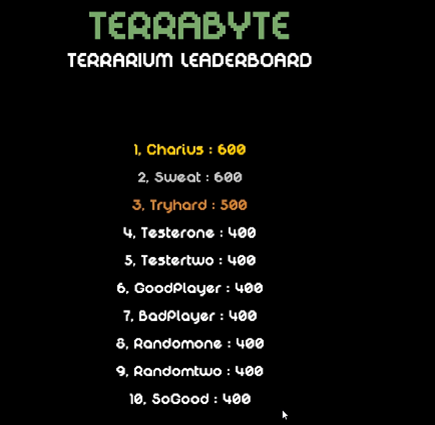 TERRABYTE
TERRARIUM LEADERBOARD
1, Charius : 600
2, Sweat : 600
3, Tryhard : 500
4, Testerone : 400
5, Testertwo : 400
6, GoodPlayer : 400
7, BadPlayer : 400
8, Randomone : 400
9, Randomtwo : 400
10, SoGood : 400